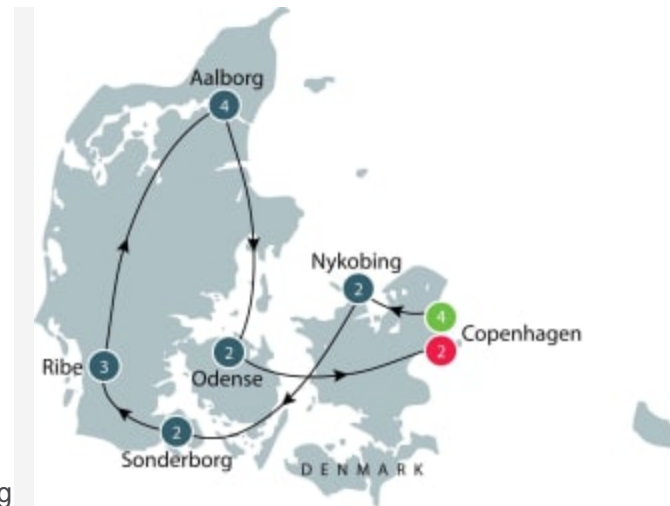 Aalborg
4
Nykobing
2
4
Copenhagen
2
2
Odense
Ribe
3
2
Sonderborg
DENMARK
g